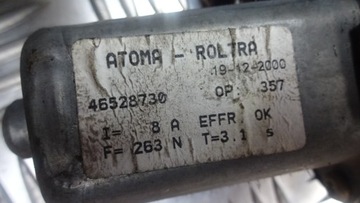 ATOMA - ROLTRA
19-12-2000
46528730 OP: 357
I= 8 A EFFR OK
F= 263 N T=3.1 s